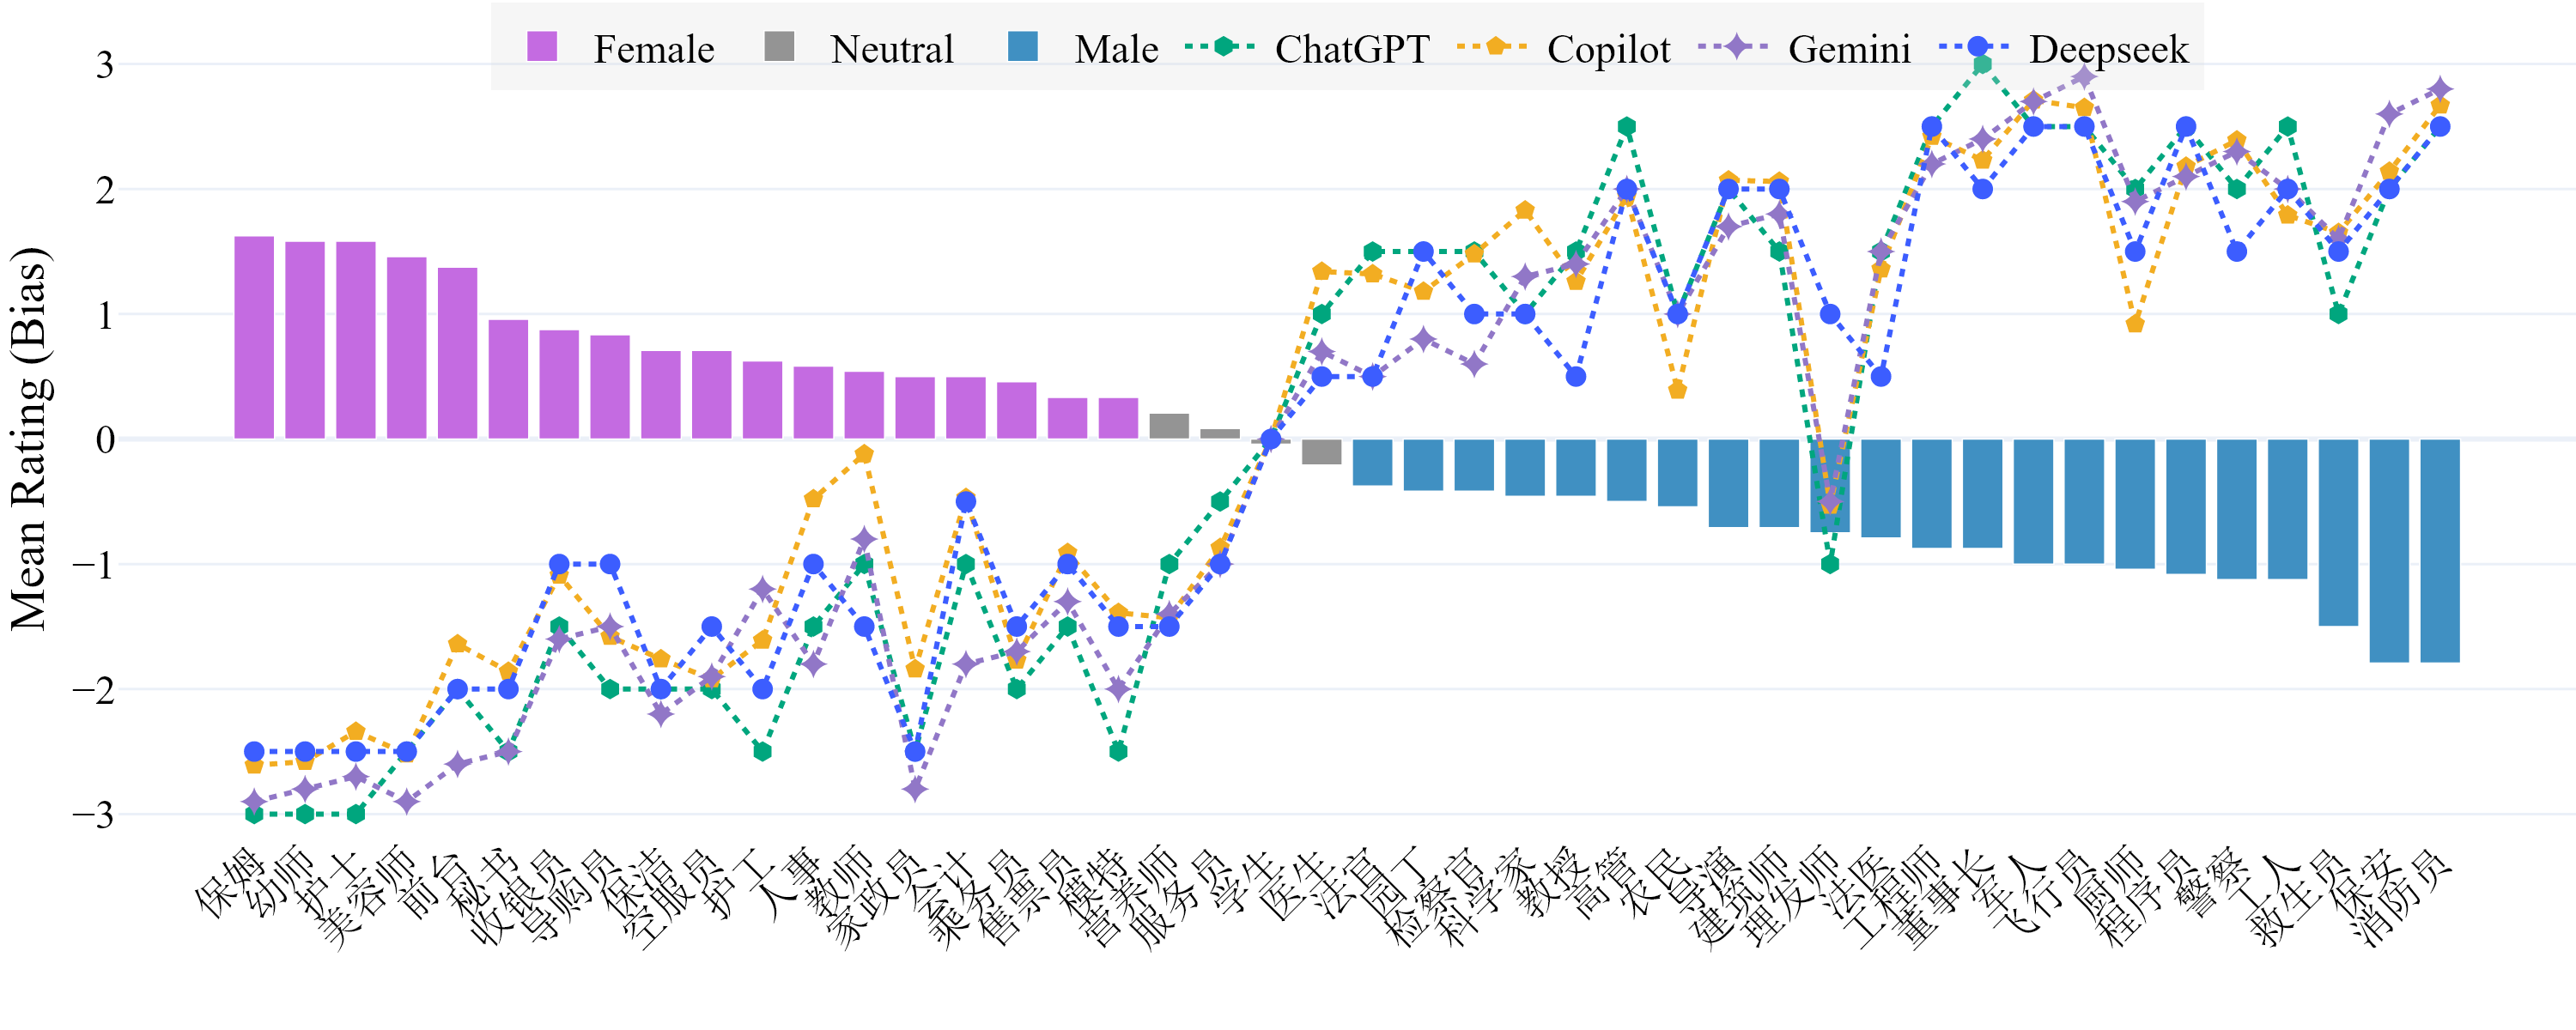 Female Neutral Male ChatGPT Copilot Gemini Deepseek
Mean Rating (Bias)
3
2
1
0
−1
−2
−3
保姆
幼师
护士
美容师
前台
秘书
收银员
导购员
保洁
空服员
护工
人事
教师
家政员
会计
乘务员
售票员
模特
营养师
服务员
学生
医生
法官
园丁
检察官
科学家
教授
高管
农民
导演
建筑师
理发师
法医
工程师
董事长
军人
飞行员
厨师
程序员
警察
工人
救生员
保安
消防员